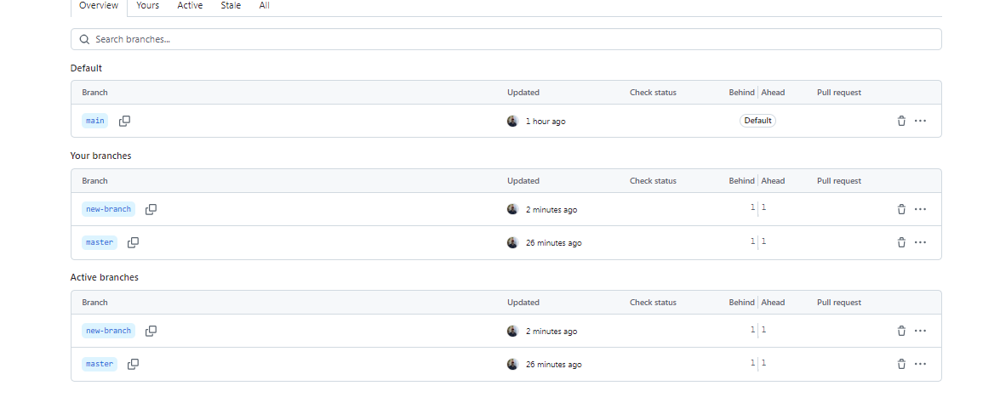 Overview Yours Active Stale All
Search branches...
Default
Branch Updated Check status Behind Ahead Pull request
main 1 hour ago Default
Your branches
Branch Updated Check status Behind Ahead Pull request
new-branch 2 minutes ago 1 1
master 26 minutes ago 1 1
Active branches
Branch Updated Check status Behind Ahead Pull request
new-branch 2 minutes ago 1 1
master 26 minutes ago 1 1